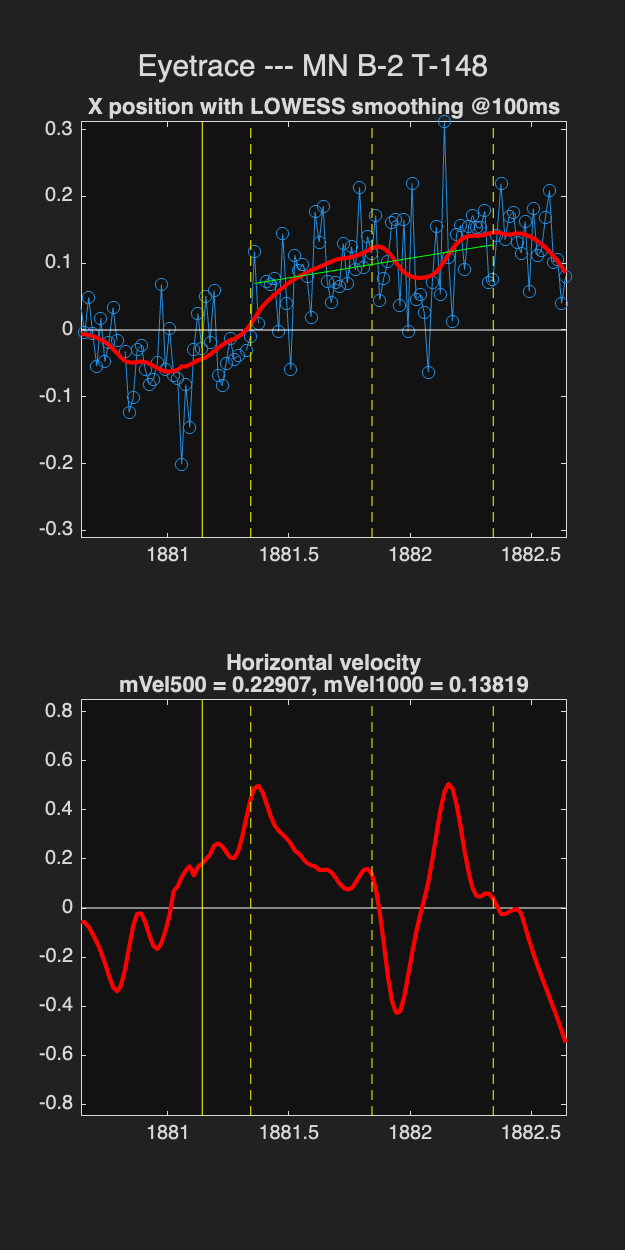 Eyetrace --- MN B-2 T-148
X position with LOWESS smoothing @100ms
0.3
0.2
0.1
0
-0.1
-0.2
-0.3
1881 1881.5 1882 1882.5
Horizontal velocity
mVel500 = 0.22907, mVel1000 = 0.13819
0.8
0.6
0.4
0.2
0
-0.2
-0.4
-0.6
-0.8
1881 1881.5 1882 1882.5